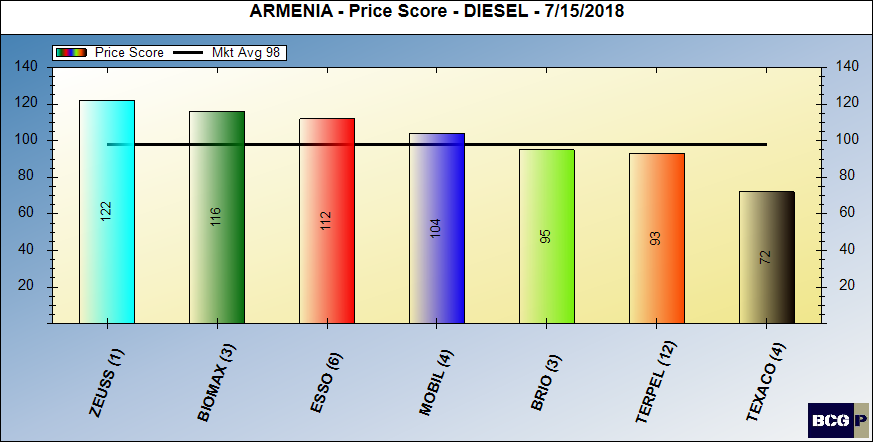 ARMENIA - Price Score - DIESEL - 7/15/2018
Price Score Mkt Avg 98
140 140
120 120
100 100
80 80
60 60
40 40
20 20
122 116 112 104 95 93 72
ZEUSS (1) BIOMAX (3) ESSO (6) MOBIL (4) BRIO (3) TERPEL (12) TEXACO (4)
BCG P